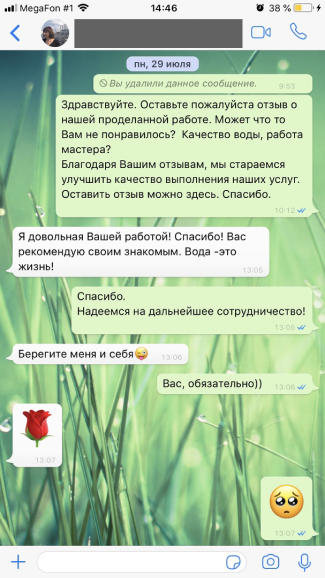 MegaFon #1
14:46
38 %
пн, 29 июля
Вы удалили данное сообщение.
9:53
Здравствуйте. Оставьте пожалуйста отзыв о
нашей проделанной работе. Может что то
Вам не понравилось?  Качество воды, работа
мастера?
Благодаря Вашим отзывам, мы стараемся
улучшить качество выполнения наших услуг.
Оставить отзыв можно здесь. Спасибо.
10:12
Я довольная Вашей работой! Спасибо! Вас
рекомендую своим знакомым. Вода -это
жизнь!
13:05
Спасибо.
Надеемся на дальнейшее сотрудничество!
13:05
Берегите меня и себя😜
13:06
Вас, обязательно))
13:06
13:07
13:07